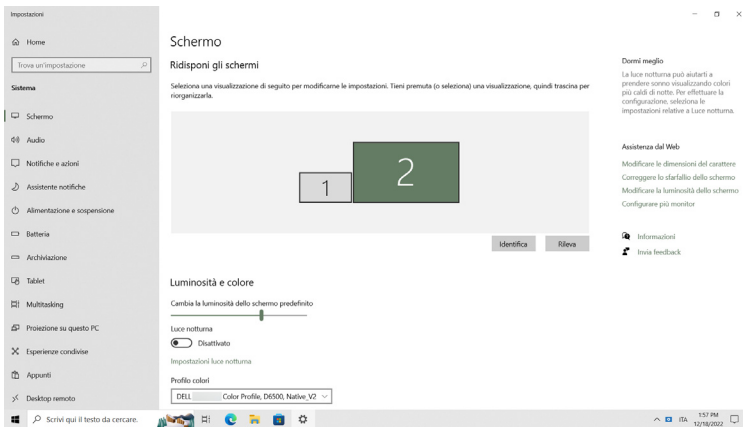 Impostazioni
Home
Trova un'impostazione
Sistema
Schermo
Audio
Notifiche e azioni
Assistente notifiche
Alimentazione e sospensione
Batteria
Archiviazione
Tablet
Multitasking
Proiezione su questo PC
Esperienze condivise
Appunti
Desktop remoto
Schermo
Ridisponi gli schermi
Seleziona una visualizzazione di seguito per modificarne le impostazioni. Tieni premuta (o seleziona) una visualizzazione, quindi trascina per
riorganizzarla.
1
2
Identifica
Rileva
Luminosità e colore
Cambia la luminosità dello schermo predefinito
Luce notturna
Disattivato
Impostazioni luce notturna
Profilo colori
DELL Color Profile, D6500, Native_V2
Dormi meglio
La luce notturna può aiutarti a
prendere sonno visualizzando colori
più caldi di notte. Per effettuare la
configurazione, seleziona le
impostazioni relative a Luce notturna.
Assistenza dal Web
Modificare le dimensioni del carattere
Correggere lo sfarfallio dello schermo
Modificare la luminosità dello schermo
Configurare più monitor
Informazioni
Invia feedback
Scrivi qui il testo da cercare.
ITA
1:57 PM
12/18/2022